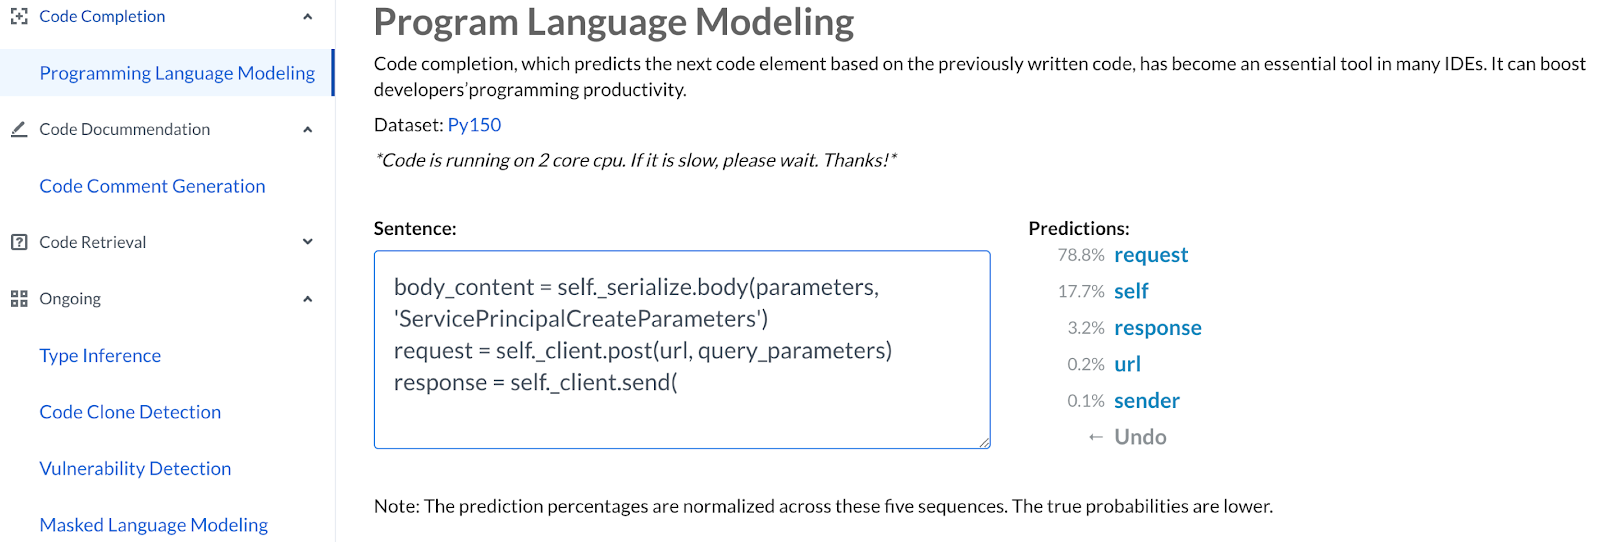 Code Completion
Programming Language Modeling
Code Docummendation
Code Comment Generation
Code Retrieval
Ongoing
Type Inference
Code Clone Detection
Vulnerability Detection
Masked Language Modeling
Program Language Modeling
Code completion, which predicts the next code element based on the previously written code, has become an essential tool in many IDEs. It can boost
developers’programming productivity.
Dataset: Py150
*Code is running on 2 core cpu. If it is slow, please wait. Thanks!*
Sentence:
body_content = self._serialize.body(parameters,
'ServicePrincipalCreateParameters')
request = self._client.post(url, query_parameters)
response = self._client.send(
Predictions:
78.8% request
17.7% self
3.2% response
0.2% url
0.1% sender
← Undo
Note: The prediction percentages are normalized across these five sequences. The true probabilities are lower.